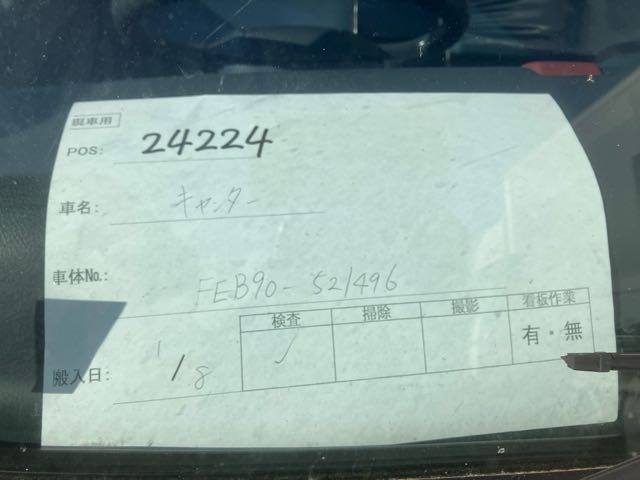 現車用
POS: 24224
車名: キャンター
車体No.: FEB90-521496
検査 掃除 撮影 看板作業
有・無
搬入日: 1/8